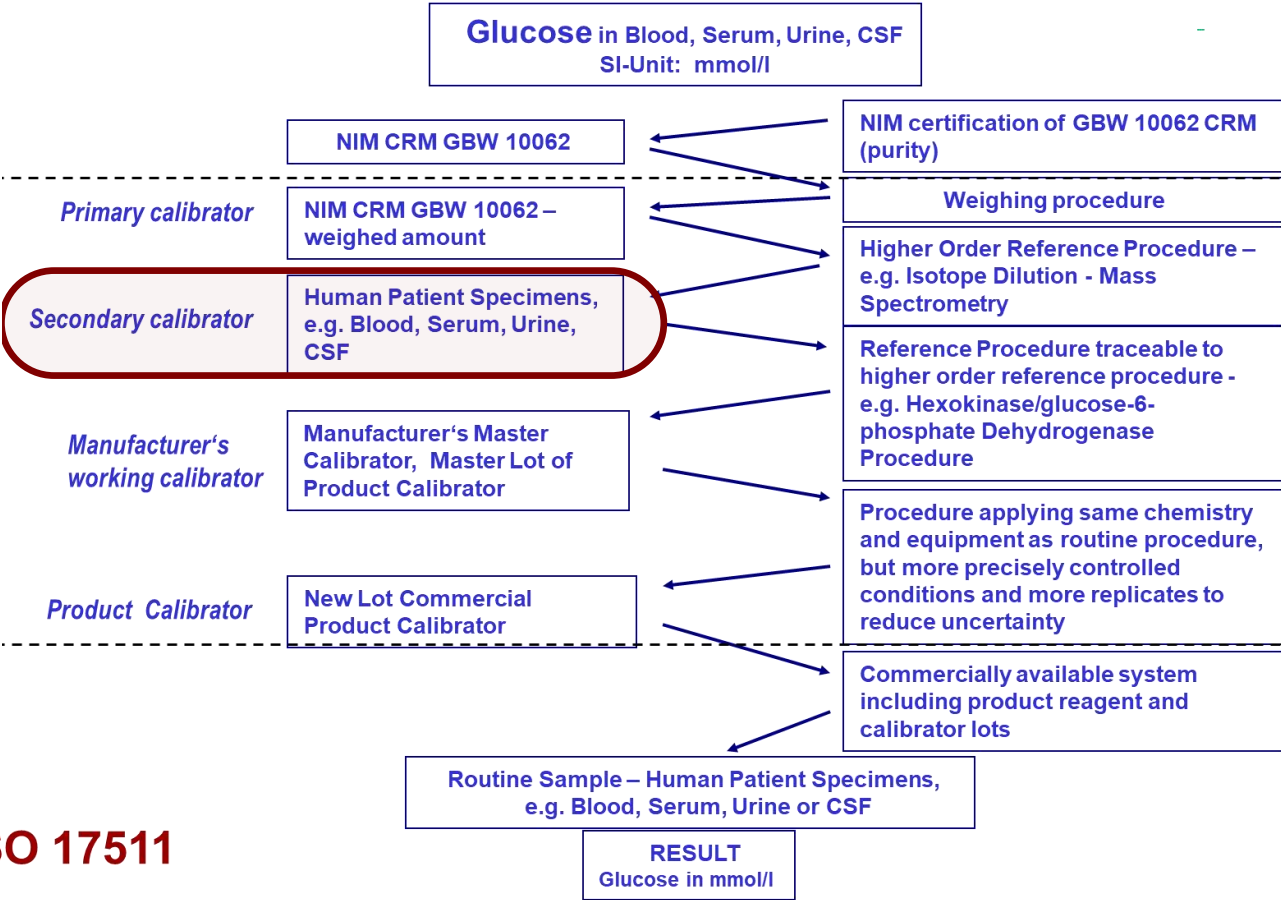 Glucose in Blood, Serum, Urine, CSF
SI-Unit: mmol/l
NIM CRM GBW 10062
NIM certification of GBW 10062 CRM
(purity)
Primary calibrator
NIM CRM GBW 10062 –
weighed amount
Weighing procedure
Higher Order Reference Procedure –
e.g. Isotope Dilution - Mass
Spectrometry
Secondary calibrator
Human Patient Specimens,
e.g. Blood, Serum, Urine,
CSF
Reference Procedure traceable to
higher order reference procedure -
e.g. Hexokinase/glucose-6-
phosphate Dehydrogenase
Procedure
Manufacturer‘s
working calibrator
Manufacturer‘s Master
Calibrator, Master Lot of
Product Calibrator
Procedure applying same chemistry
and equipment as routine procedure,
but more precisely controlled
conditions and more replicates to
reduce uncertainty
Product Calibrator
New Lot Commercial
Product Calibrator
Commercially available system
including product reagent and
calibrator lots
Routine Sample – Human Patient Specimens,
e.g. Blood, Serum, Urine or CSF
SO 17511
RESULT
Glucose in mmol/l